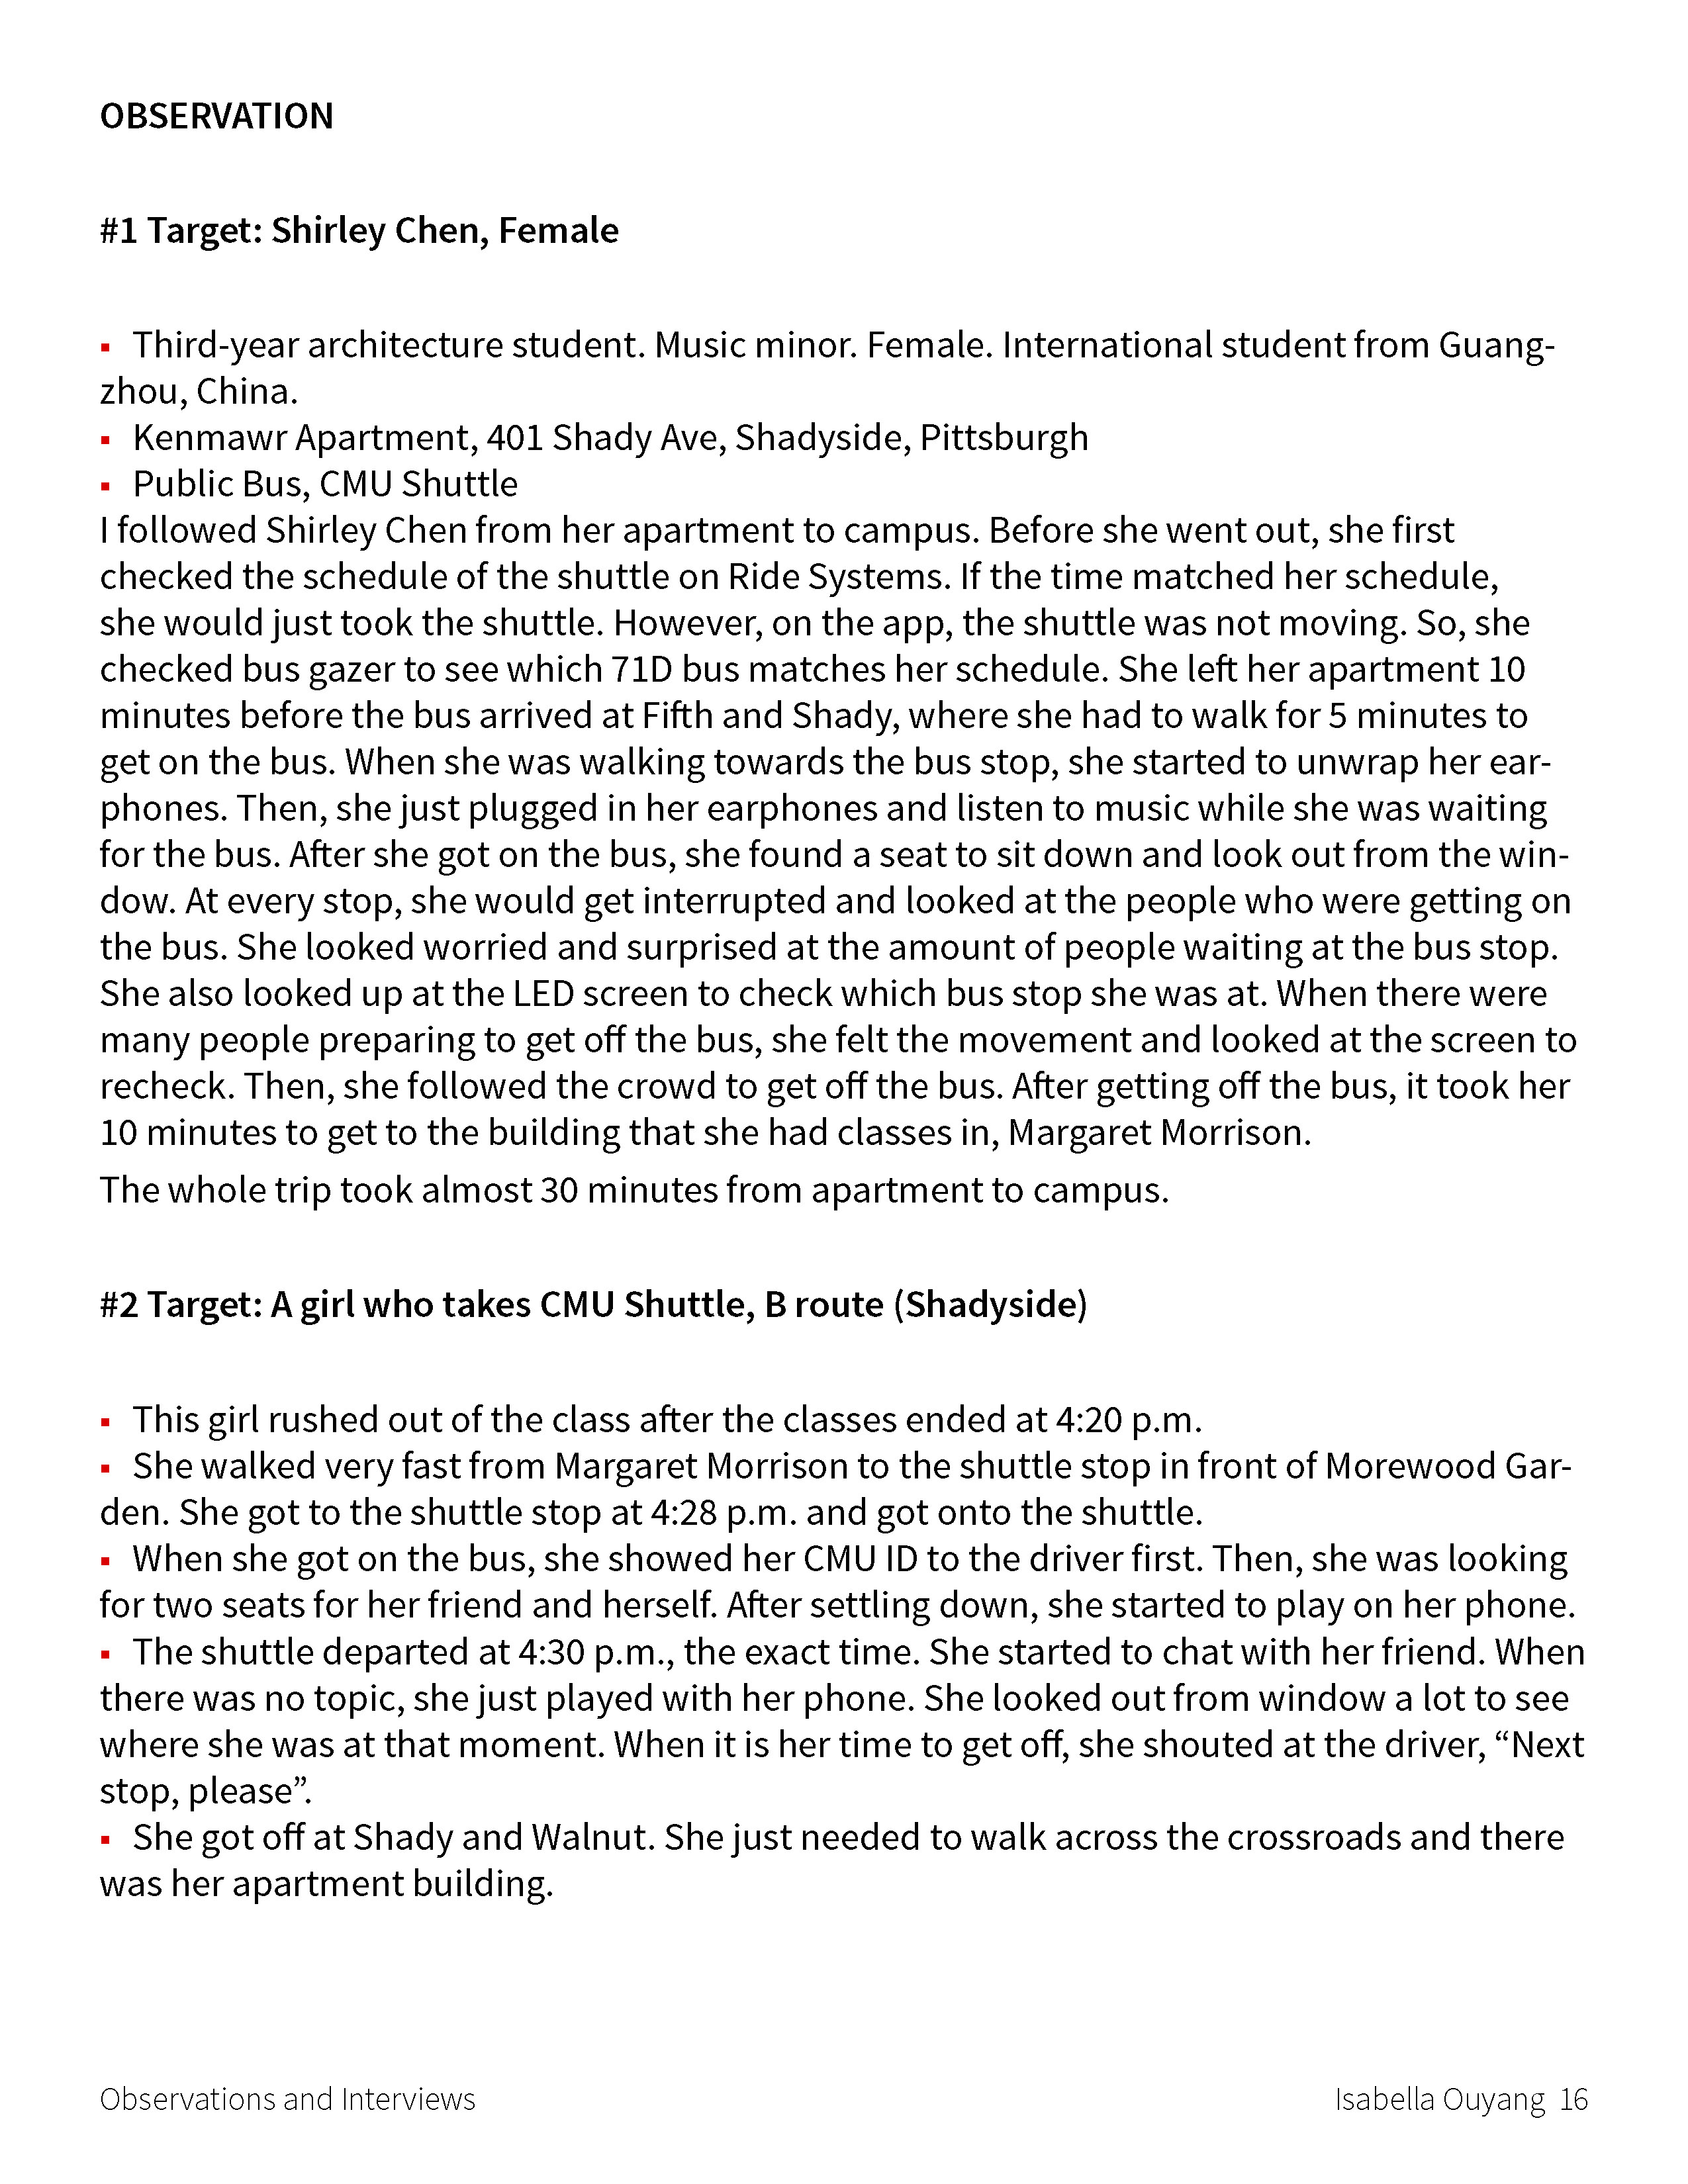 OBSERVATION
#1 Target: Shirley Chen, Female
▪ Third-year architecture student. Music minor. Female. International student from Guang-
zhou, China.
▪ Kenmawr Apartment, 401 Shady Ave, Shadyside, Pittsburgh
▪ Public Bus, CMU Shuttle
I followed Shirley Chen from her apartment to campus. Before she went out, she first
checked the schedule of the shuttle on Ride Systems. If the time matched her schedule,
she would just took the shuttle. However, on the app, the shuttle was not moving. So, she
checked bus gazer to see which 71D bus matches her schedule. She left her apartment 10
minutes before the bus arrived at Fifth and Shady, where she had to walk for 5 minutes to
get on the bus. When she was walking towards the bus stop, she started to unwrap her ear-
phones. Then, she just plugged in her earphones and listen to music while she was waiting
for the bus. After she got on the bus, she found a seat to sit down and look out from the win-
dow. At every stop, she would get interrupted and looked at the people who were getting on
the bus. She looked worried and surprised at the amount of people waiting at the bus stop.
She also looked up at the LED screen to check which bus stop she was at. When there were
many people preparing to get off the bus, she felt the movement and looked at the screen to
recheck. Then, she followed the crowd to get off the bus. After getting off the bus, it took her
10 minutes to get to the building that she had classes in, Margaret Morrison.
The whole trip took almost 30 minutes from apartment to campus.
#2 Target: A girl who takes CMU Shuttle, B route (Shadyside)
▪ This girl rushed out of the class after the classes ended at 4:20 p.m.
▪ She walked very fast from Margaret Morrison to the shuttle stop in front of Morewood Gar-
den. She got to the shuttle stop at 4:28 p.m. and got onto the shuttle.
▪ When she got on the bus, she showed her CMU ID to the driver first. Then, she was looking
for two seats for her friend and herself. After settling down, she started to play on her phone.
▪ The shuttle departed at 4:30 p.m., the exact time. She started to chat with her friend. When
there was no topic, she just played with her phone. She looked out from window a lot to see
where she was at that moment. When it is her time to get off, she shouted at the driver, “Next
stop, please”.
▪ She got off at Shady and Walnut. She just needed to walk across the crossroads and there
was her apartment building.
Observations and Interviews
Isabella Ouyang 16